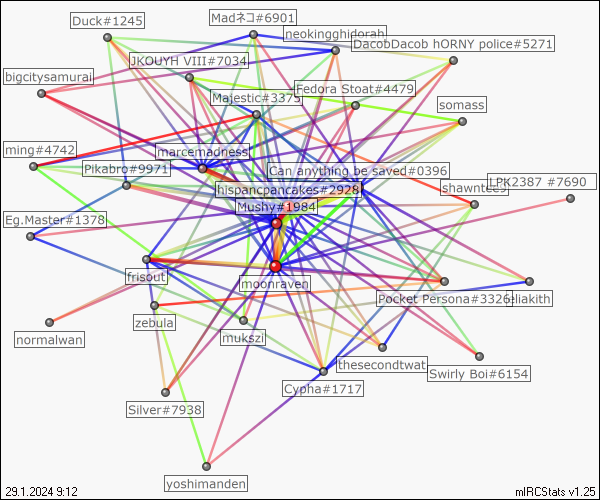 Madネコ#6901
Duck#1245
neokingghidorah
DacobDacob hORNY police#5271
JKOUYH VIII#7034
bigcitysamurai
Fedora Stoat#4479
Majestic#3375
somass
ming#4742
marcemadness
Pikabro#9971
Can anything be saved#0396
LPK2387 #7690
hispancpancakes#2928
shawntees
Mushy#1984
Eg.Master#1378
frisout
moonraven
Pocket Persona#3326
eliakith
zebula
normalwan
mukszi
thesecondtwat
Swirly Boi#6154
Cypha#1717
Silver#7938
yoshimanden
29.1.2024 9:12
mIRCStats v1.25